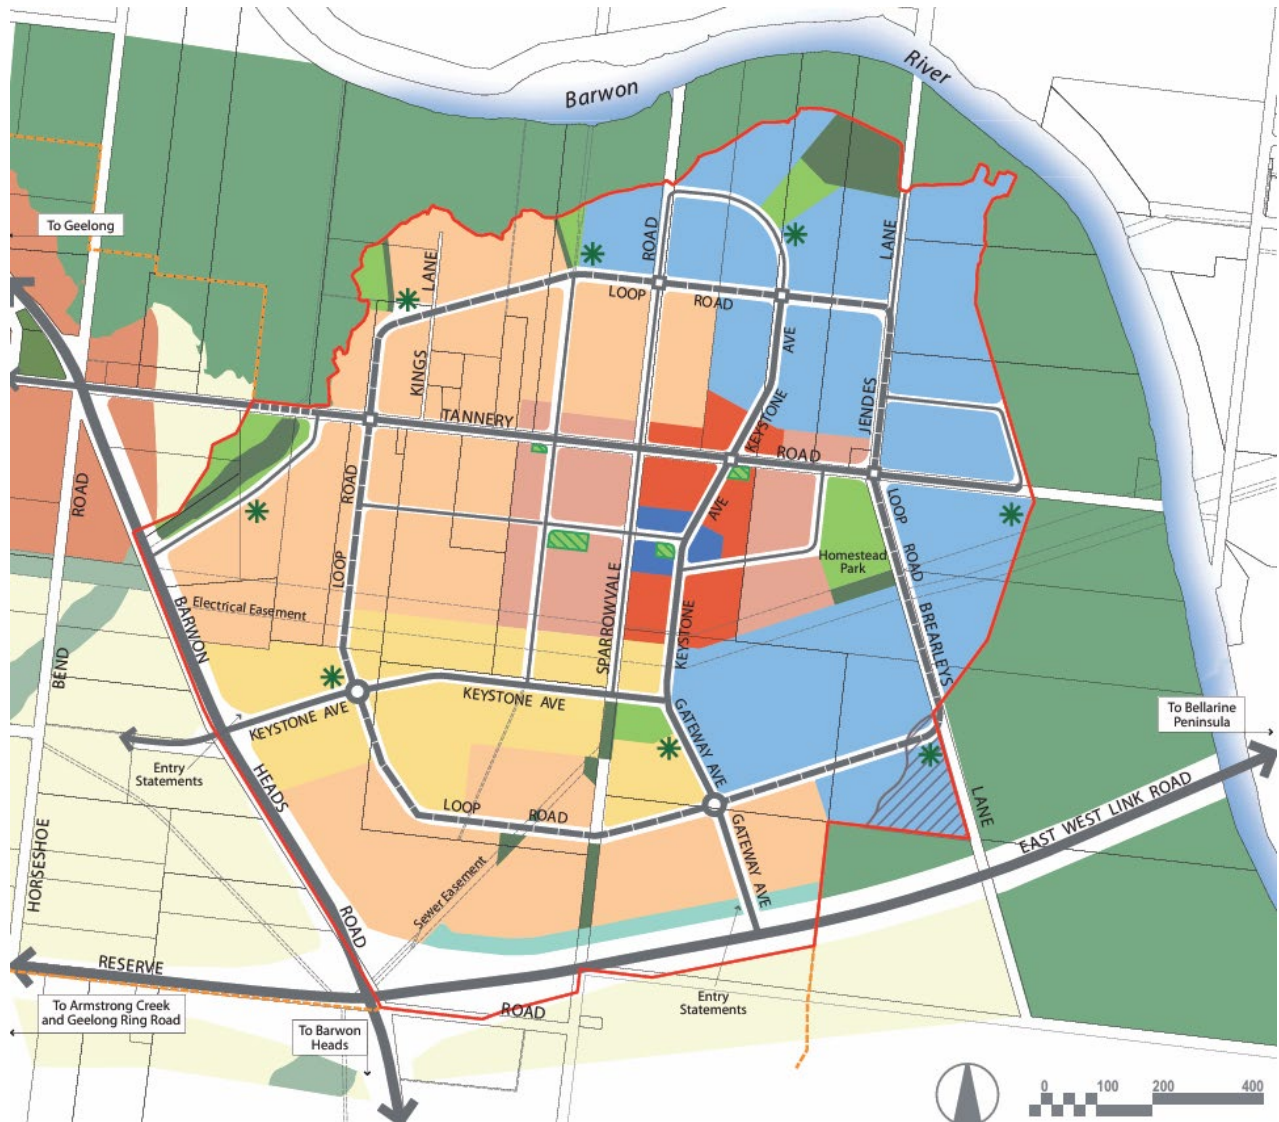 Barwon
River
To Geelong
ROAD
LANE
LANE
LOOP
ROAD
AVE
KINGS
TANNERY
KEYSTONE
JENDES
ROAD
ROAD
ROAD
AVE
LOOP
ROAD
LOOP
Homestead
Park
BARWON
Electrical Easement
SPARROWVALE
KEYSTONE
BREARLEYS
BEND
KEYSTONE AVE
KEYSTONE AVE
GATEWAY AVE
To Bellarine
Peninsula
Entry
Statements
HEADS
LOOP
ROAD
GATEWAY AVE
LANE
EAST WEST LINK ROAD
HORSESHOE
Sewer Easement
ROAD
RESERVE
ROAD
Entry
Statements
To Armstrong Creek
and Geelong Ring Road
To Barwon
Heads
0 100 200 400